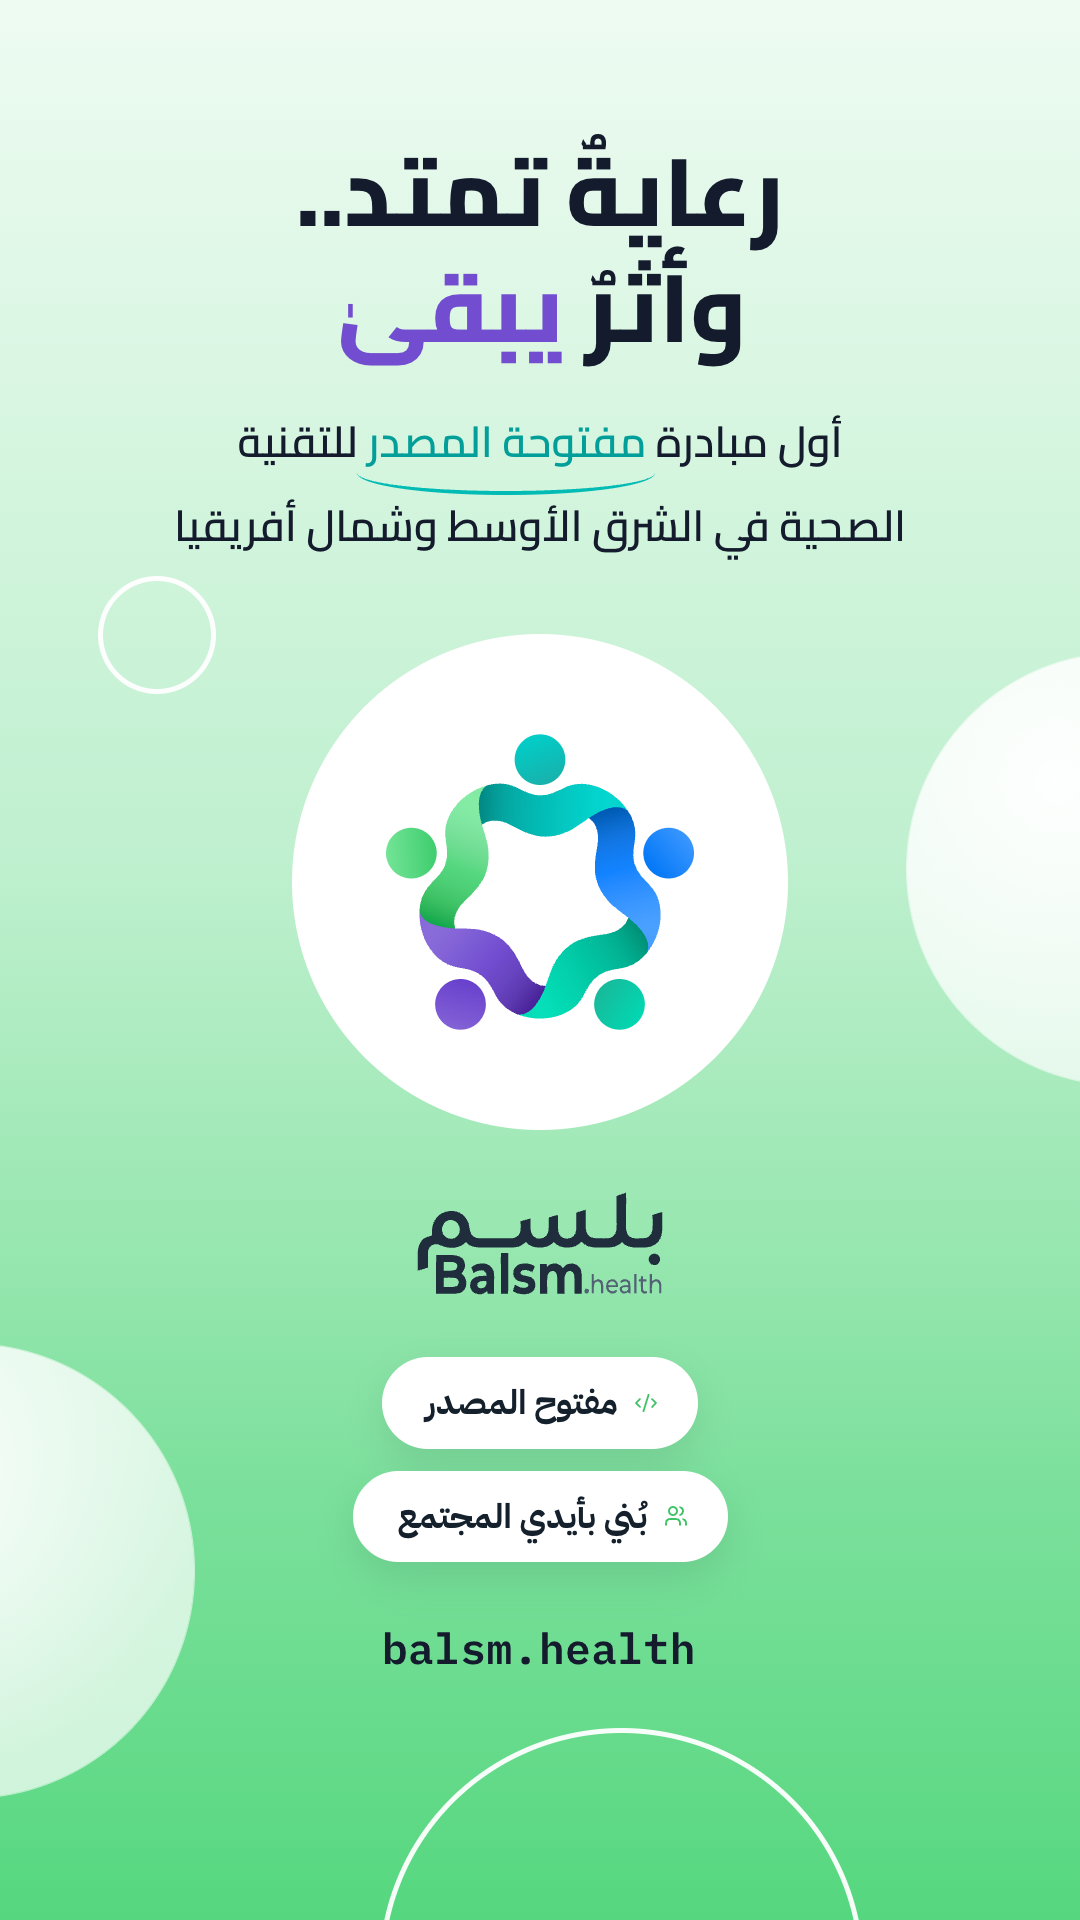 رعايةٌ تمتد..
وأثرٌ يبقىٰ
أول مبادرة مفتوحة المصدر للتقنية
الصحية في الشرق الأوسط وشمال أفريقيا
بلسم
Balsm.health
مفتوح المصدر
بُني بأيدي المجتمع
balsm.health